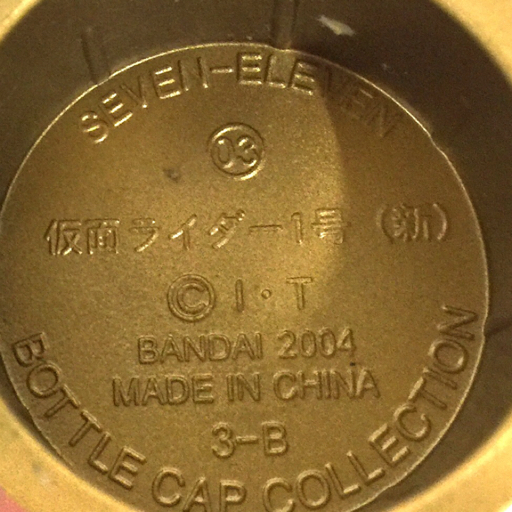 SEVEN-ELEVEN
03
仮面ライダー1号(新)
© I・T
BANDAI 2004
MADE IN CHINA
3-B
BOTTLE CAP COLLECTION